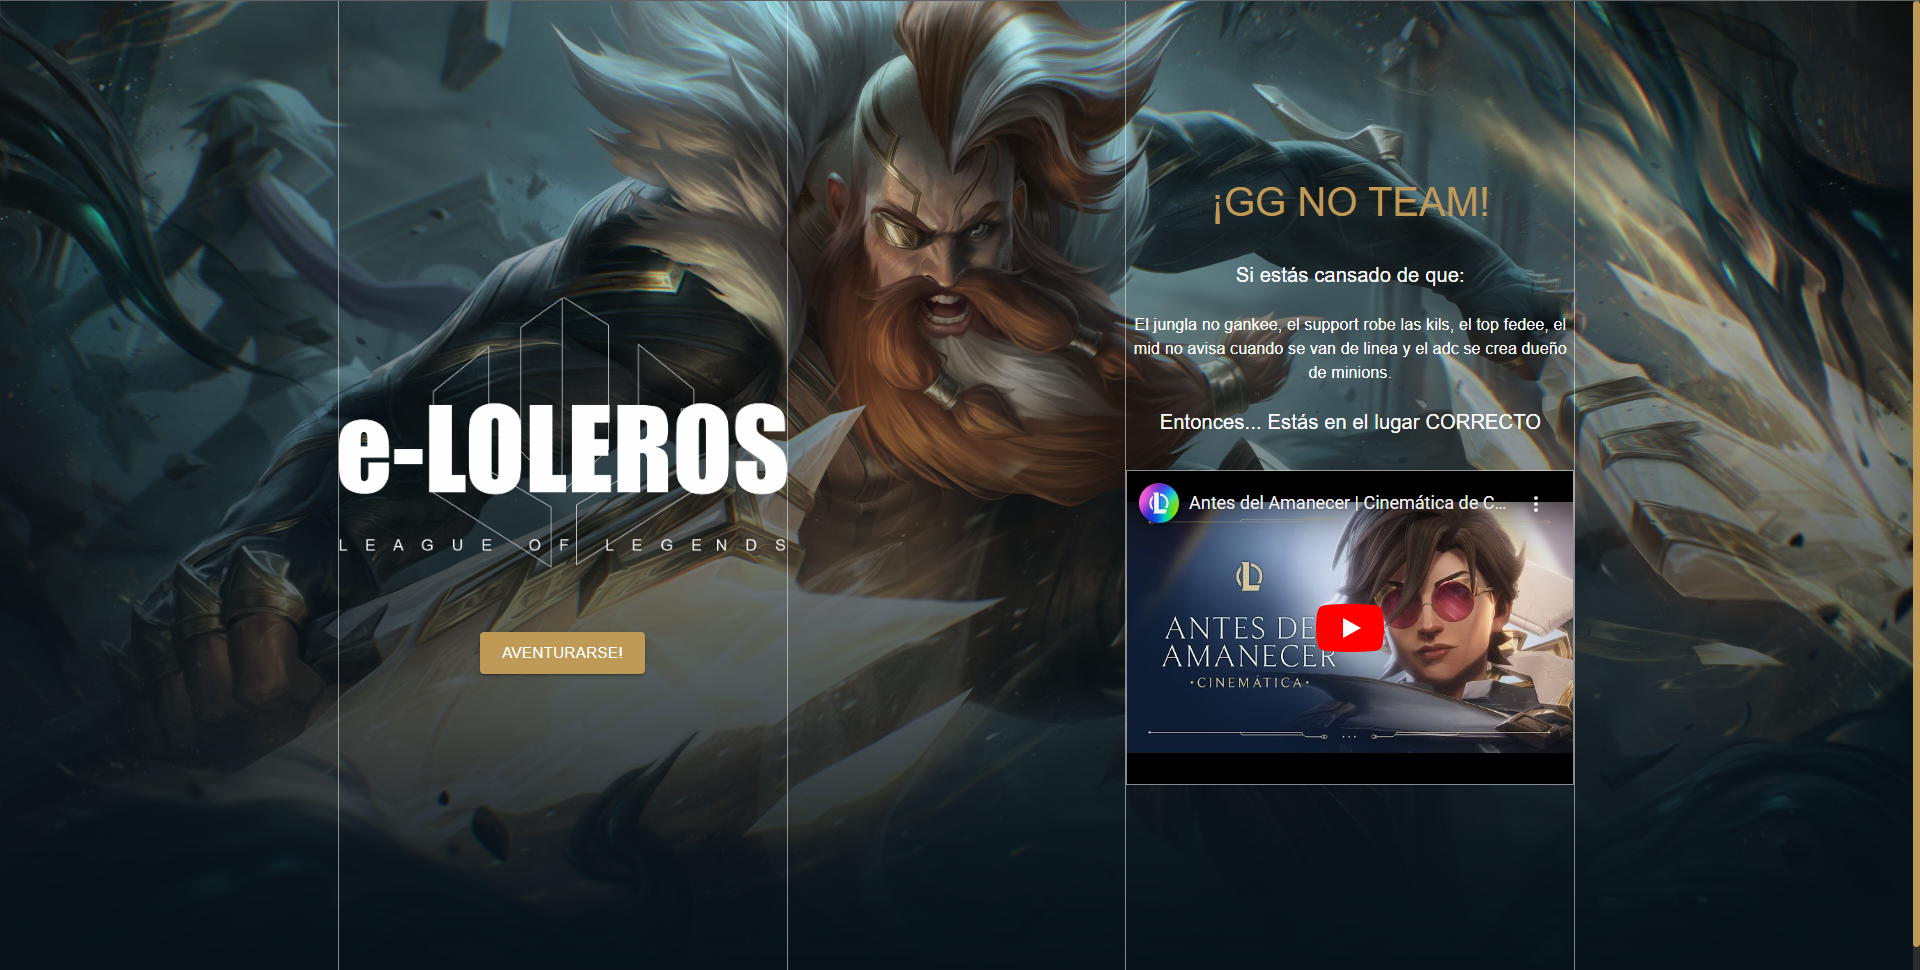 e-LOLEROS
LEAGUE OF LEGENDS
AVENTURARSE!
¡GG NO TEAM!
Si estás cansado de que:
El jungla no gankee, el support robe las kils, el top fedee, el
mid no avisa cuando se van de linea y el adc se crea dueño
de minions.
Entonces... Estás en el lugar CORRECTO
Antes del Amanecer | Cinemática de C...
ANTES DE
AMANECER
•CINEMÁTICA•